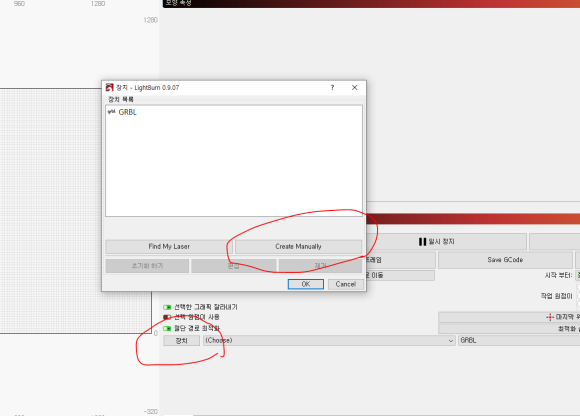 960
1280
모양 속성
1280
장치 - LightBurn 0.9.07
장치 목록
GRBL
Find My Laser
Create Manually
초기화 하기
편집
제거
OK
Cancel
일시 정지
프레임
Save GCode
로 이동
시작 부터:
작업 원점이
선택한 그래픽 잘라내기
선택 원점이 사용
마지막 위
절단 경로 최적화
최적화
0
장치
(Choose)
GRBL
-320